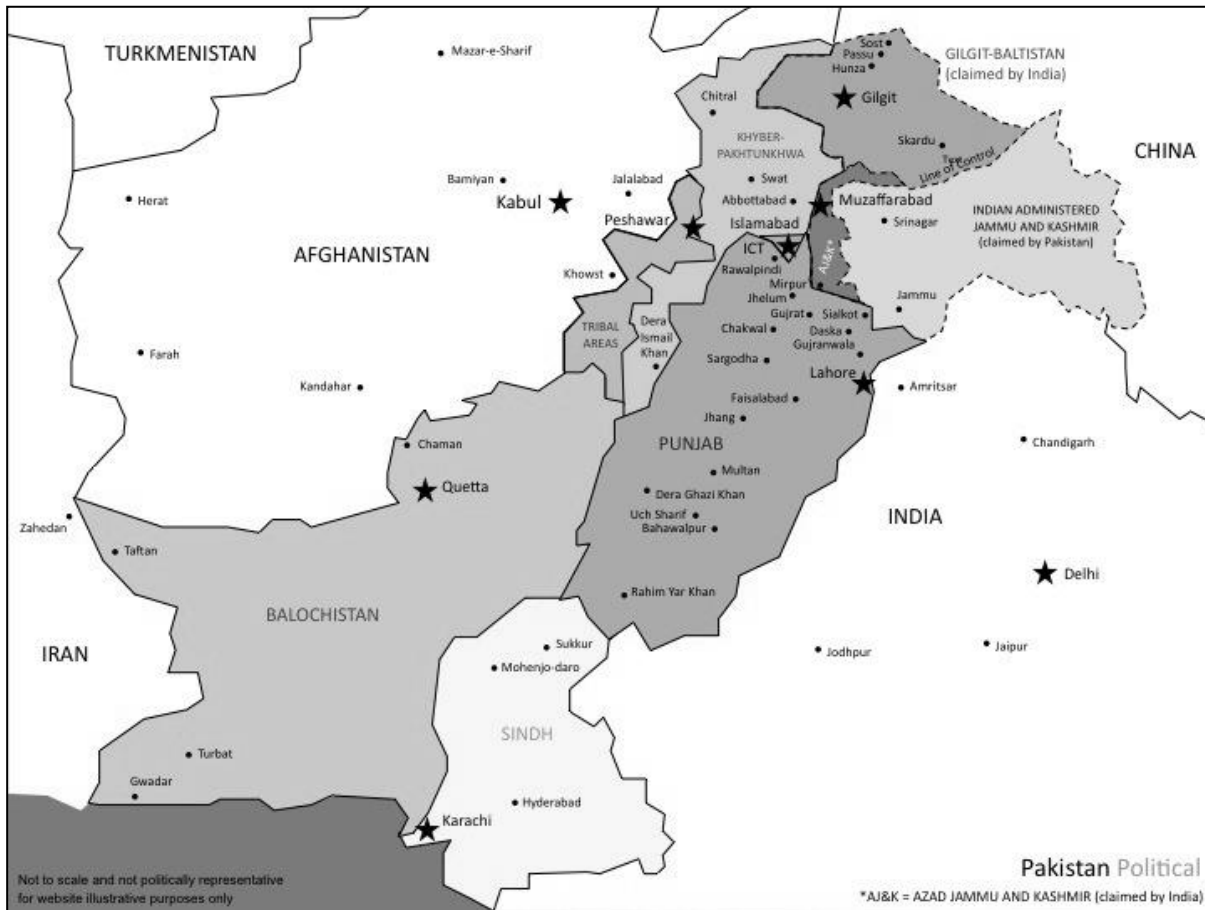 TURKMENISTAN
Mazar-e-Sharif
Sost
Passu
Hunza
GILGIT-BALTISTAN
(claimed by India)
Gilgit
Chitral
KHYBER-
PAKHTUNKHWA
Skardu
The
Line of Control
CHINA
Herat
Bamiyan
Kabul
Jalalabad
Swat
Abbottabad
Muzaffarabad
Peshawar
Islamabad
Srinagar
INDIAN ADMINISTERED
JAMMU AND KASHMIR
(claimed by Pakistan)
AFGHANISTAN
ICT
AJ&K*
Rawalpindi
Khowst
Mirpur
Jhelum
Jammu
Gujrat
Sialkot
TRIBAL
AREAS
Dera
Ismail
Khan
Chakwal
Daska
Gujranwala
Farah
Sargodha
Lahore
Kandahar
Amritsar
Faisalabad
Jhang
Chaman
PUNJAB
Chandigarh
Multan
Quetta
Dera Ghazi Khan
Uch Sharif
Bahawalpur
INDIA
Zahedan
Taftan
Delhi
Rahim Yar Khan
BALOCHISTAN
IRAN
Sukkur
Mohenjo-daro
Jodhpur
Jaipur
SINDH
Turbat
Gwadar
Hyderabad
Karachi
Not to scale and not politically representative
for website illustrative purposes only
Pakistan Political
*AJ&K = AZAD JAMMU AND KASHMIR (claimed by India)